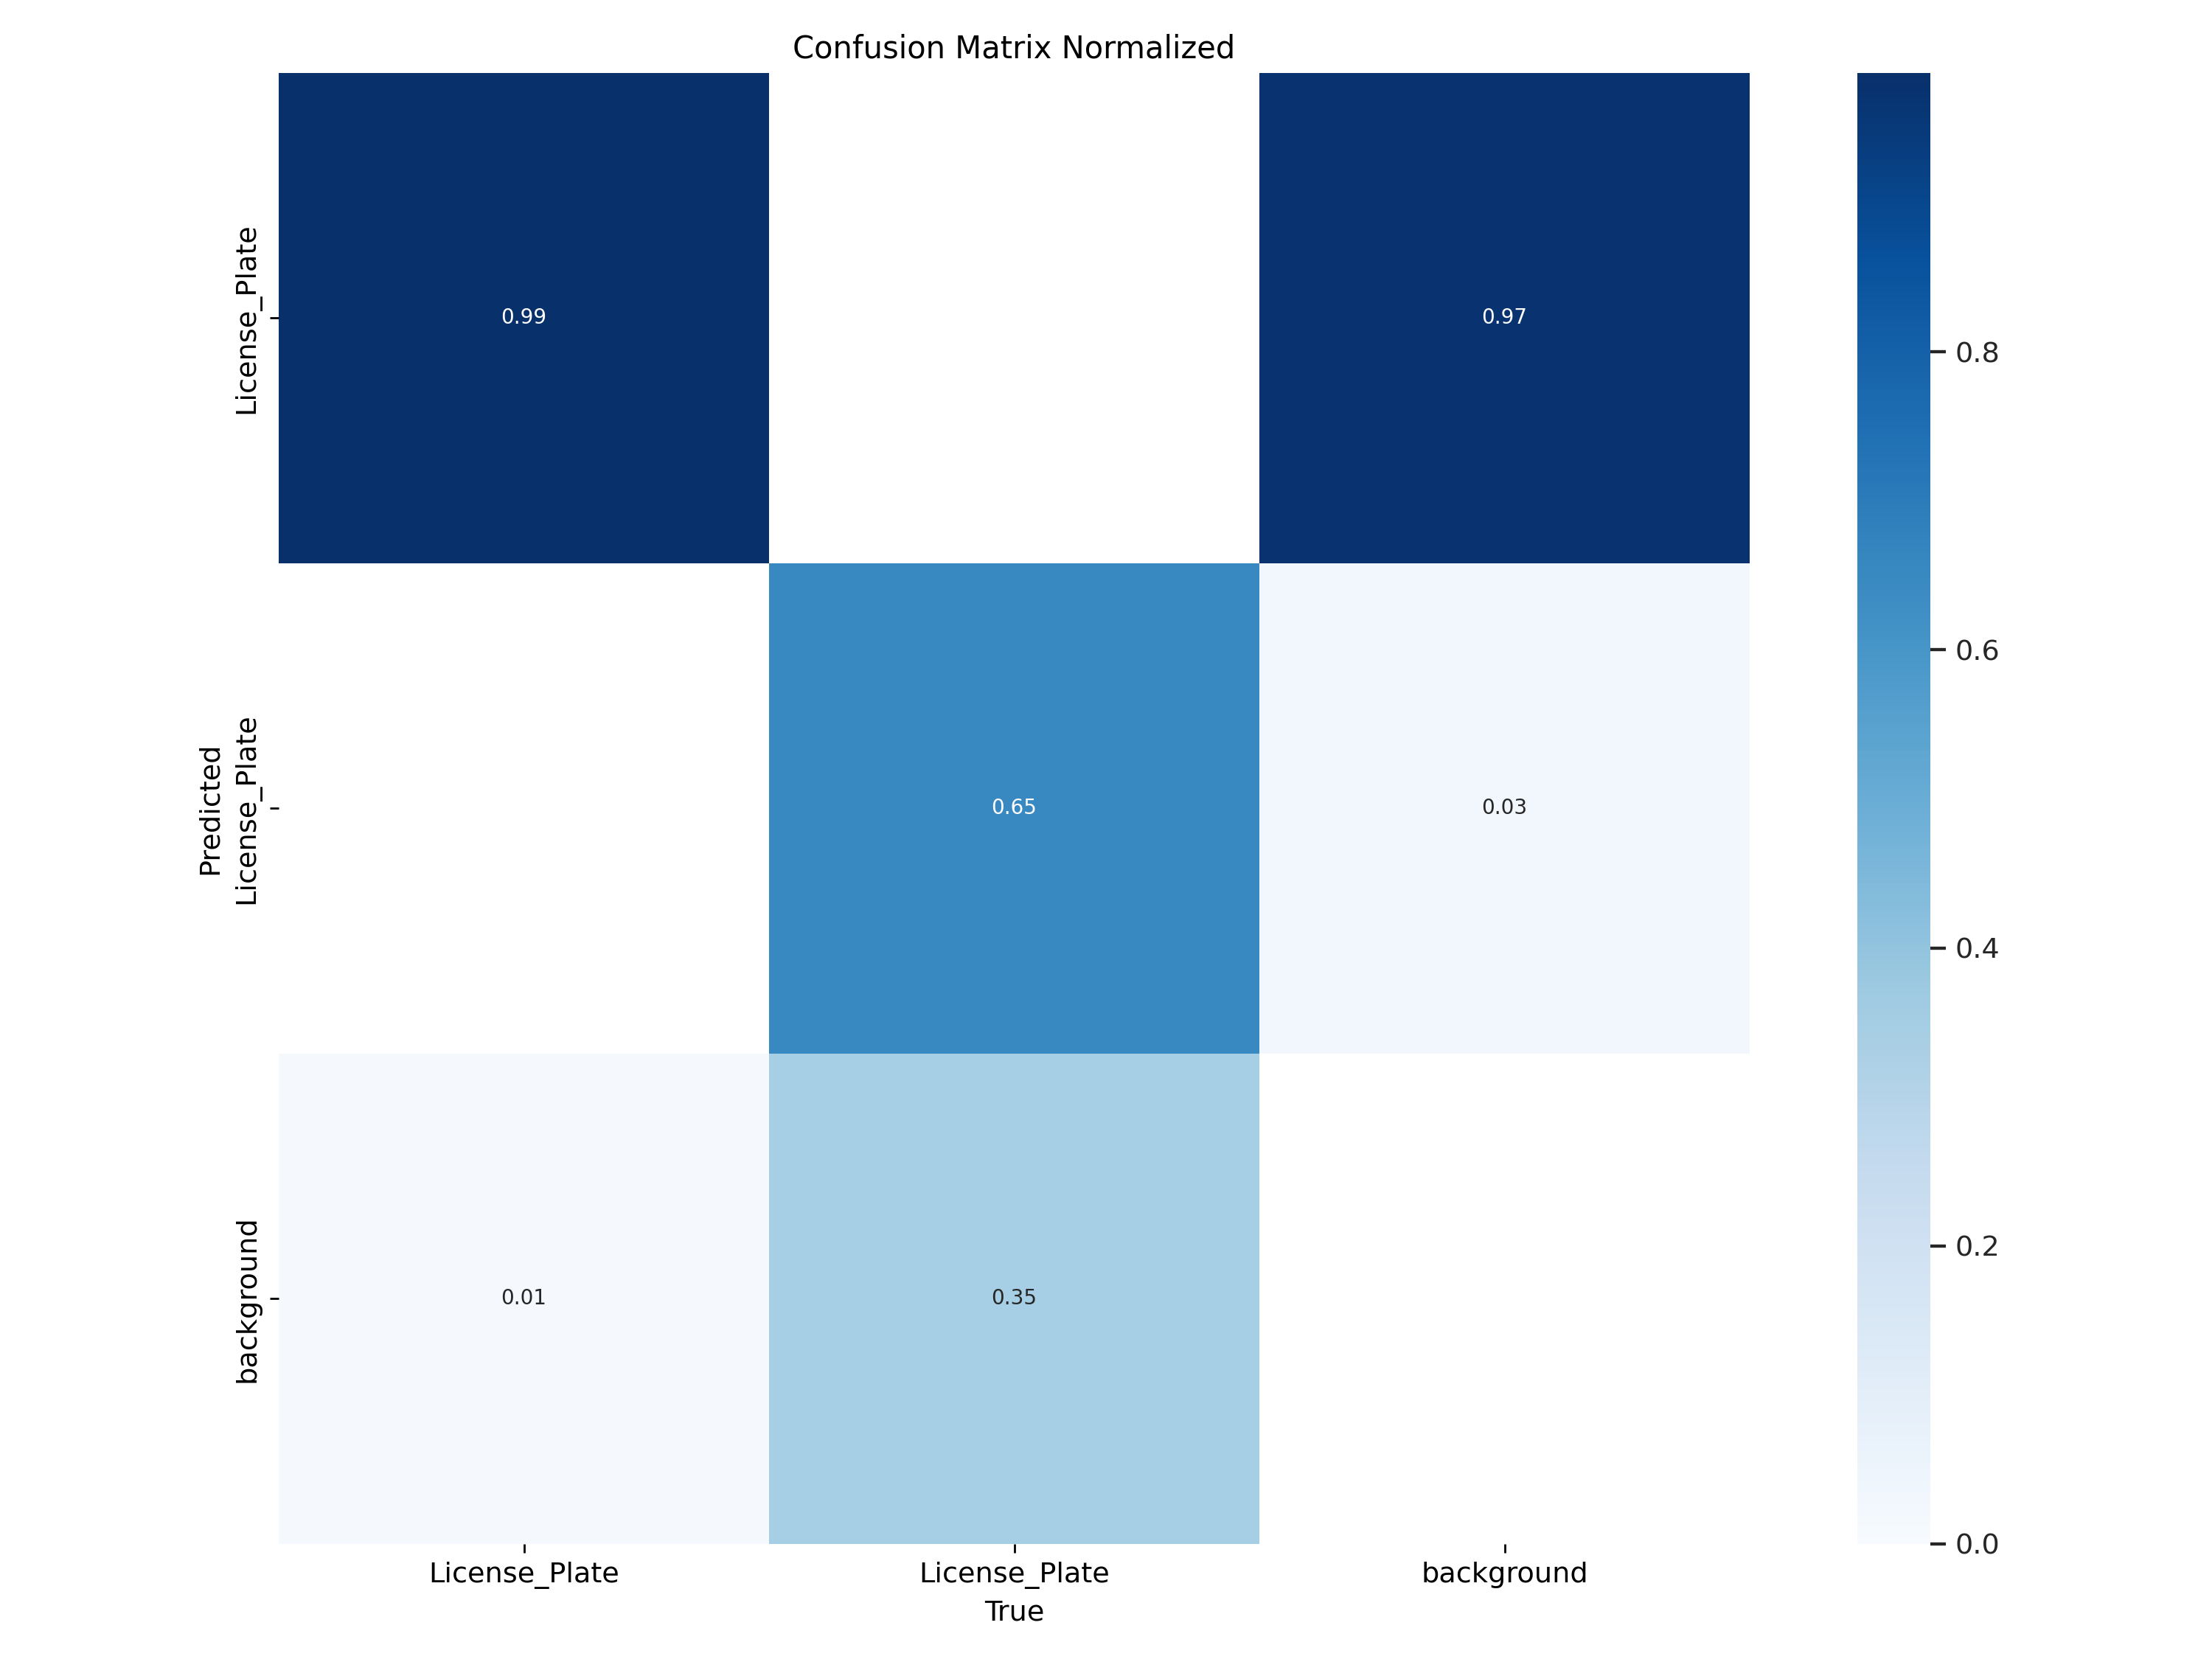 Confusion Matrix Normalized
License_Plate
0.99
0.97
0.8
0.6
Predicted
License_Plate
0.65
0.03
0.4
background
0.01
0.35
0.2
0.0
License_Plate
License_Plate
background
True